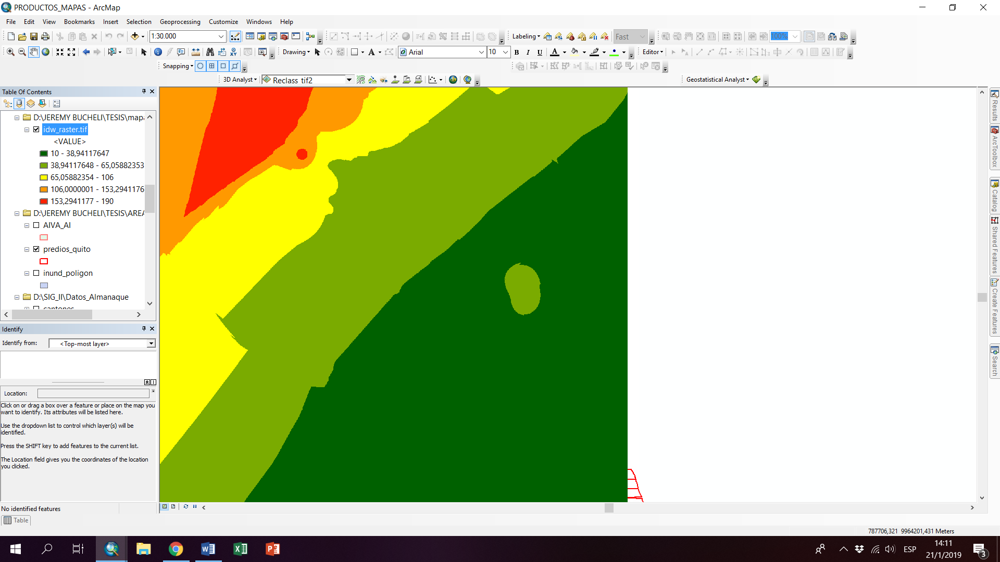 PRODUCTOS_MAPAS - ArcMap
File Edit View Bookmarks Insert Selection Geoprocessing Customize Windows Help
1:30.000
Labeling
Fast
100%
Drawing
A
Arial
10
B I U A
Editor
Snapping
3D Analyst
Reclass_tif2
Geostatistical Analyst
Table Of Contents
D:\JEREMY BUCHELI\TESIS\mapa
idw_raster.tif
<VALUE>
10 - 38,94117647
38,94117648 - 65,05882353
65,05882354 - 106
106,0000001 - 153,2941176
153,2941177 - 190
D:\JEREMY BUCHELI\TESIS\AREA
AIVA_AI
predios_quito
inund_poligon
D:\SIG_II\Datos_Almanaque
cantones
Identify
Identify from:
<Top-most layer>
Location:
Click on or drag a box over a feature or place on the map you
want to identify. Its attributes will be listed here.
Use the dropdown list to control which layer(s) will be
identified.
Press the SHIFT key to add features to the current list.
The Location field gives you the coordinates of the location
you clicked.
No identified features
Table
Results
ArcToolbox
Catalog
Shared Features
Create Features
Search
787706,321 9964201,431 Meters
ESP
14:11
21/1/2019
3